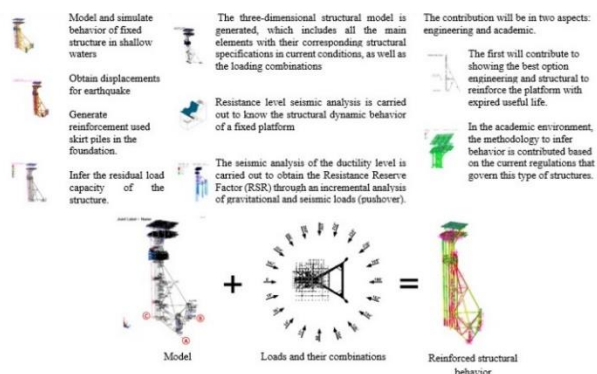 Model and simulate
behavior of fixed
structure in shallow
waters
Obtain displacements
for earthquake
Generate
reinforcement used
skirt piles in the
foundation.
Infer the residual load
capacity of the
structure.
The three-dimensional structural model is
generated, which includes all the main
elements with their corresponding structural
specifications in current conditions, as well as
the loading combinations
Resistance level seismic analysis is carried
out to know the structural dynamic behavior
of a fixed platform
The seismic analysis of the ductility level is
carried out to obtain the Resistance Reserve
Factor (RSR) through an incremental analysis
of gravitational and seismic loads (pushover).
The contribution will be in two aspects:
engineering and academic.
The first will contribute to
showing the best option
engineering and structural to
reinforce the platform with
expired useful life.
In the academic environment,
the methodology to infer
behavior is contributed based
on the current regulations that
govern this type of structures.
C
B
A
+
=
Model
Loads and their combinations
Reinforced structural
behavior